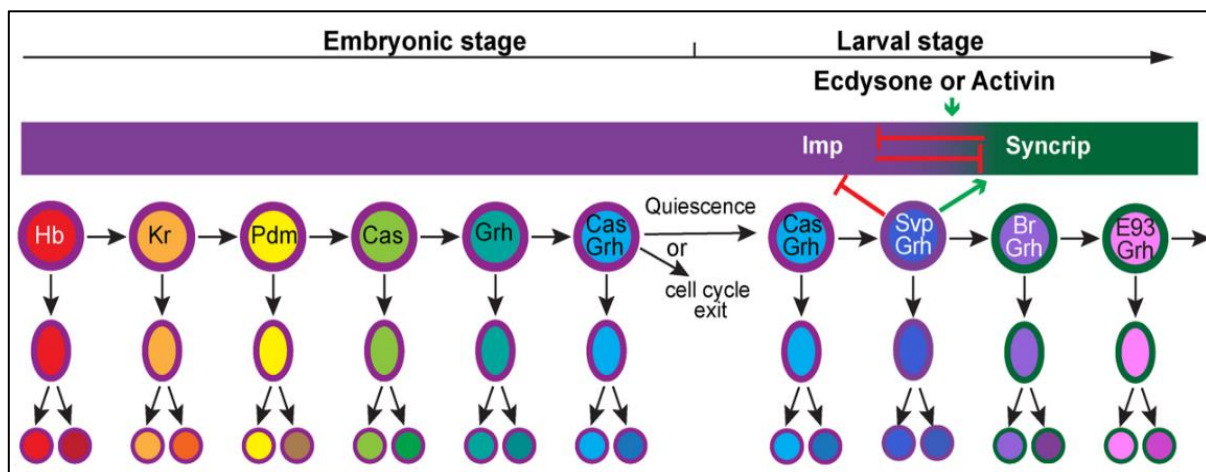 Embryonic stage Larval stage
Ecdysone or Activin
Imp Syncrip
Hb Kr Pdm Cas Grh Cas Grh Quiescence or cell cycle exit Cas Grh Svp Grh Br Grh E93 Grh